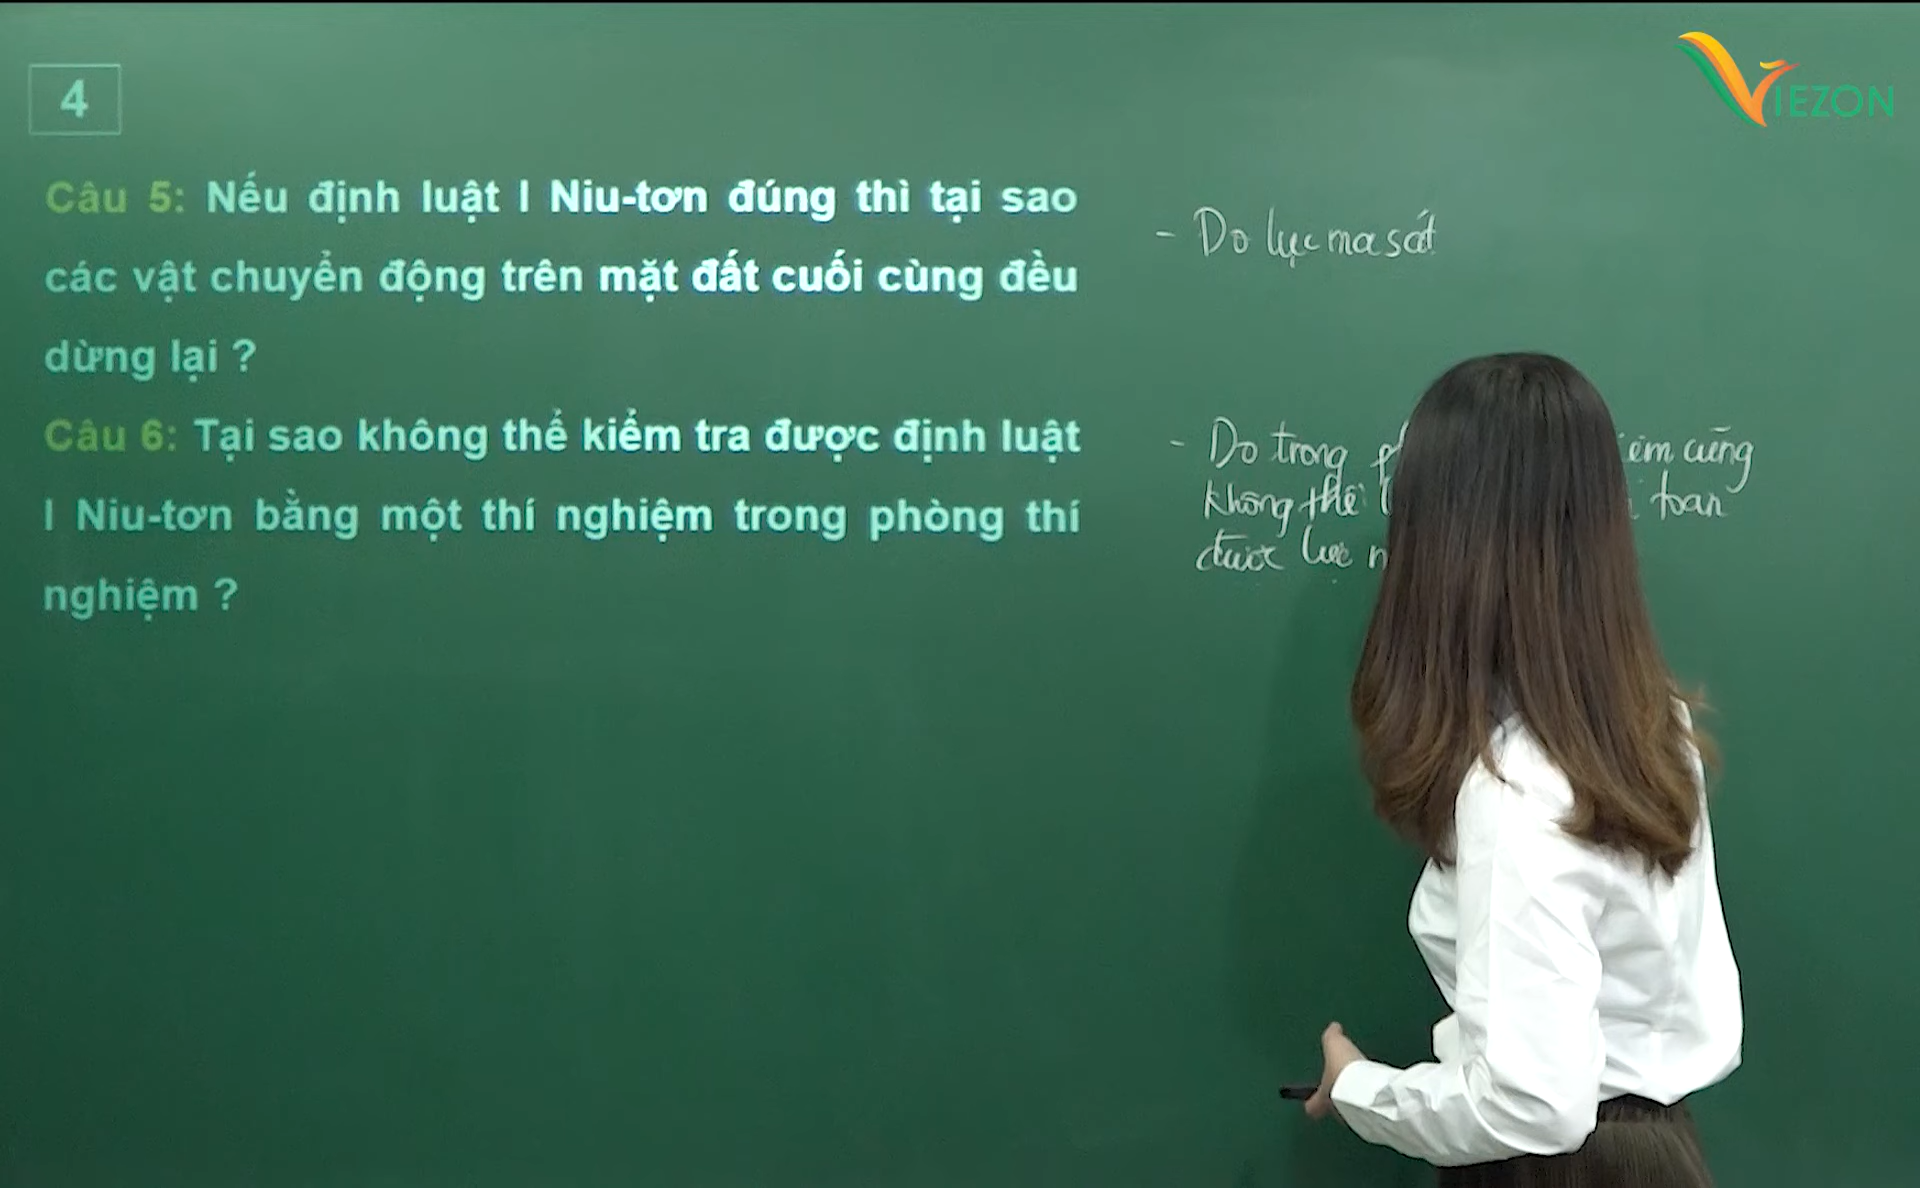 VIEZON
4
Câu 5: Nếu định luật I Niu-tơn đúng thì tại sao
các vật chuyển động trên mặt đất cuối cùng đều
dừng lại ?
Câu 6: Tại sao không thể kiểm tra được định luật
I Niu-tơn bằng một thí nghiệm trong phòng thí
nghiệm ?
- Do lực ma sát
- Do trong cũng
không thể toàn
được lực